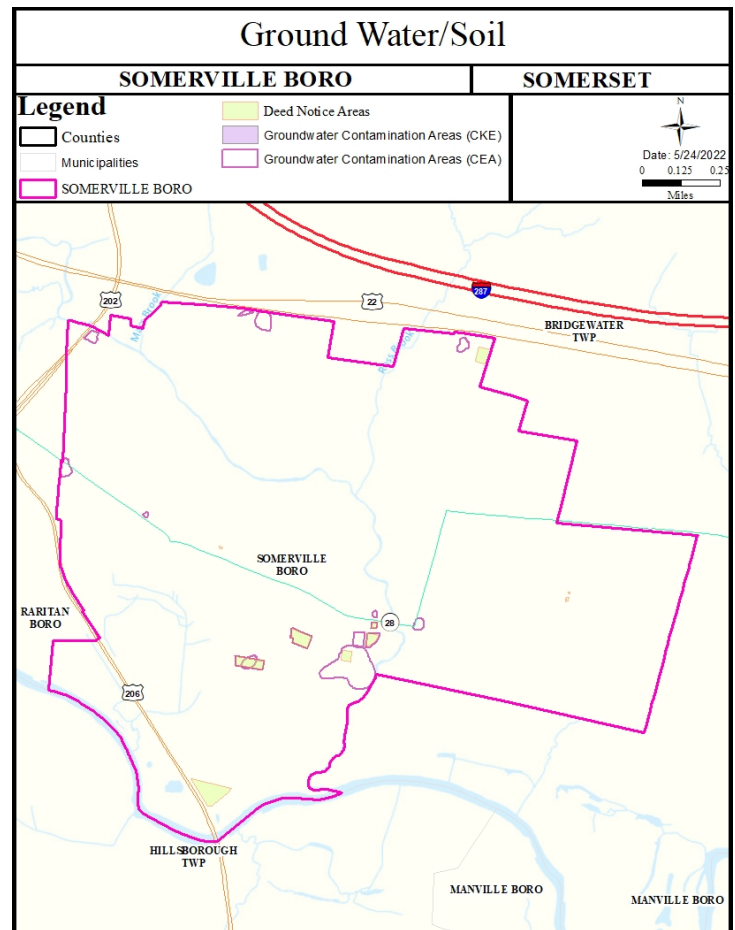 Ground Water/Soil
SOMERVILLE BORO
SOMERSET
Legend
Counties
Municipalities
SOMERVILLE BORO
Deed Notice Areas
Groundwater Contamination Areas (CKE)
Groundwater Contamination Areas (CEA)
N
Date: 5/24/2022
0 0.125 0.25
Miles
287
202
22
BRIDGEWATER
TWP
SOMERVILLE
BORO
RARITAN
BORO
28
206
HILLSBOROUGH
TWP
MANVILLE BORO
MANVILLE BORO